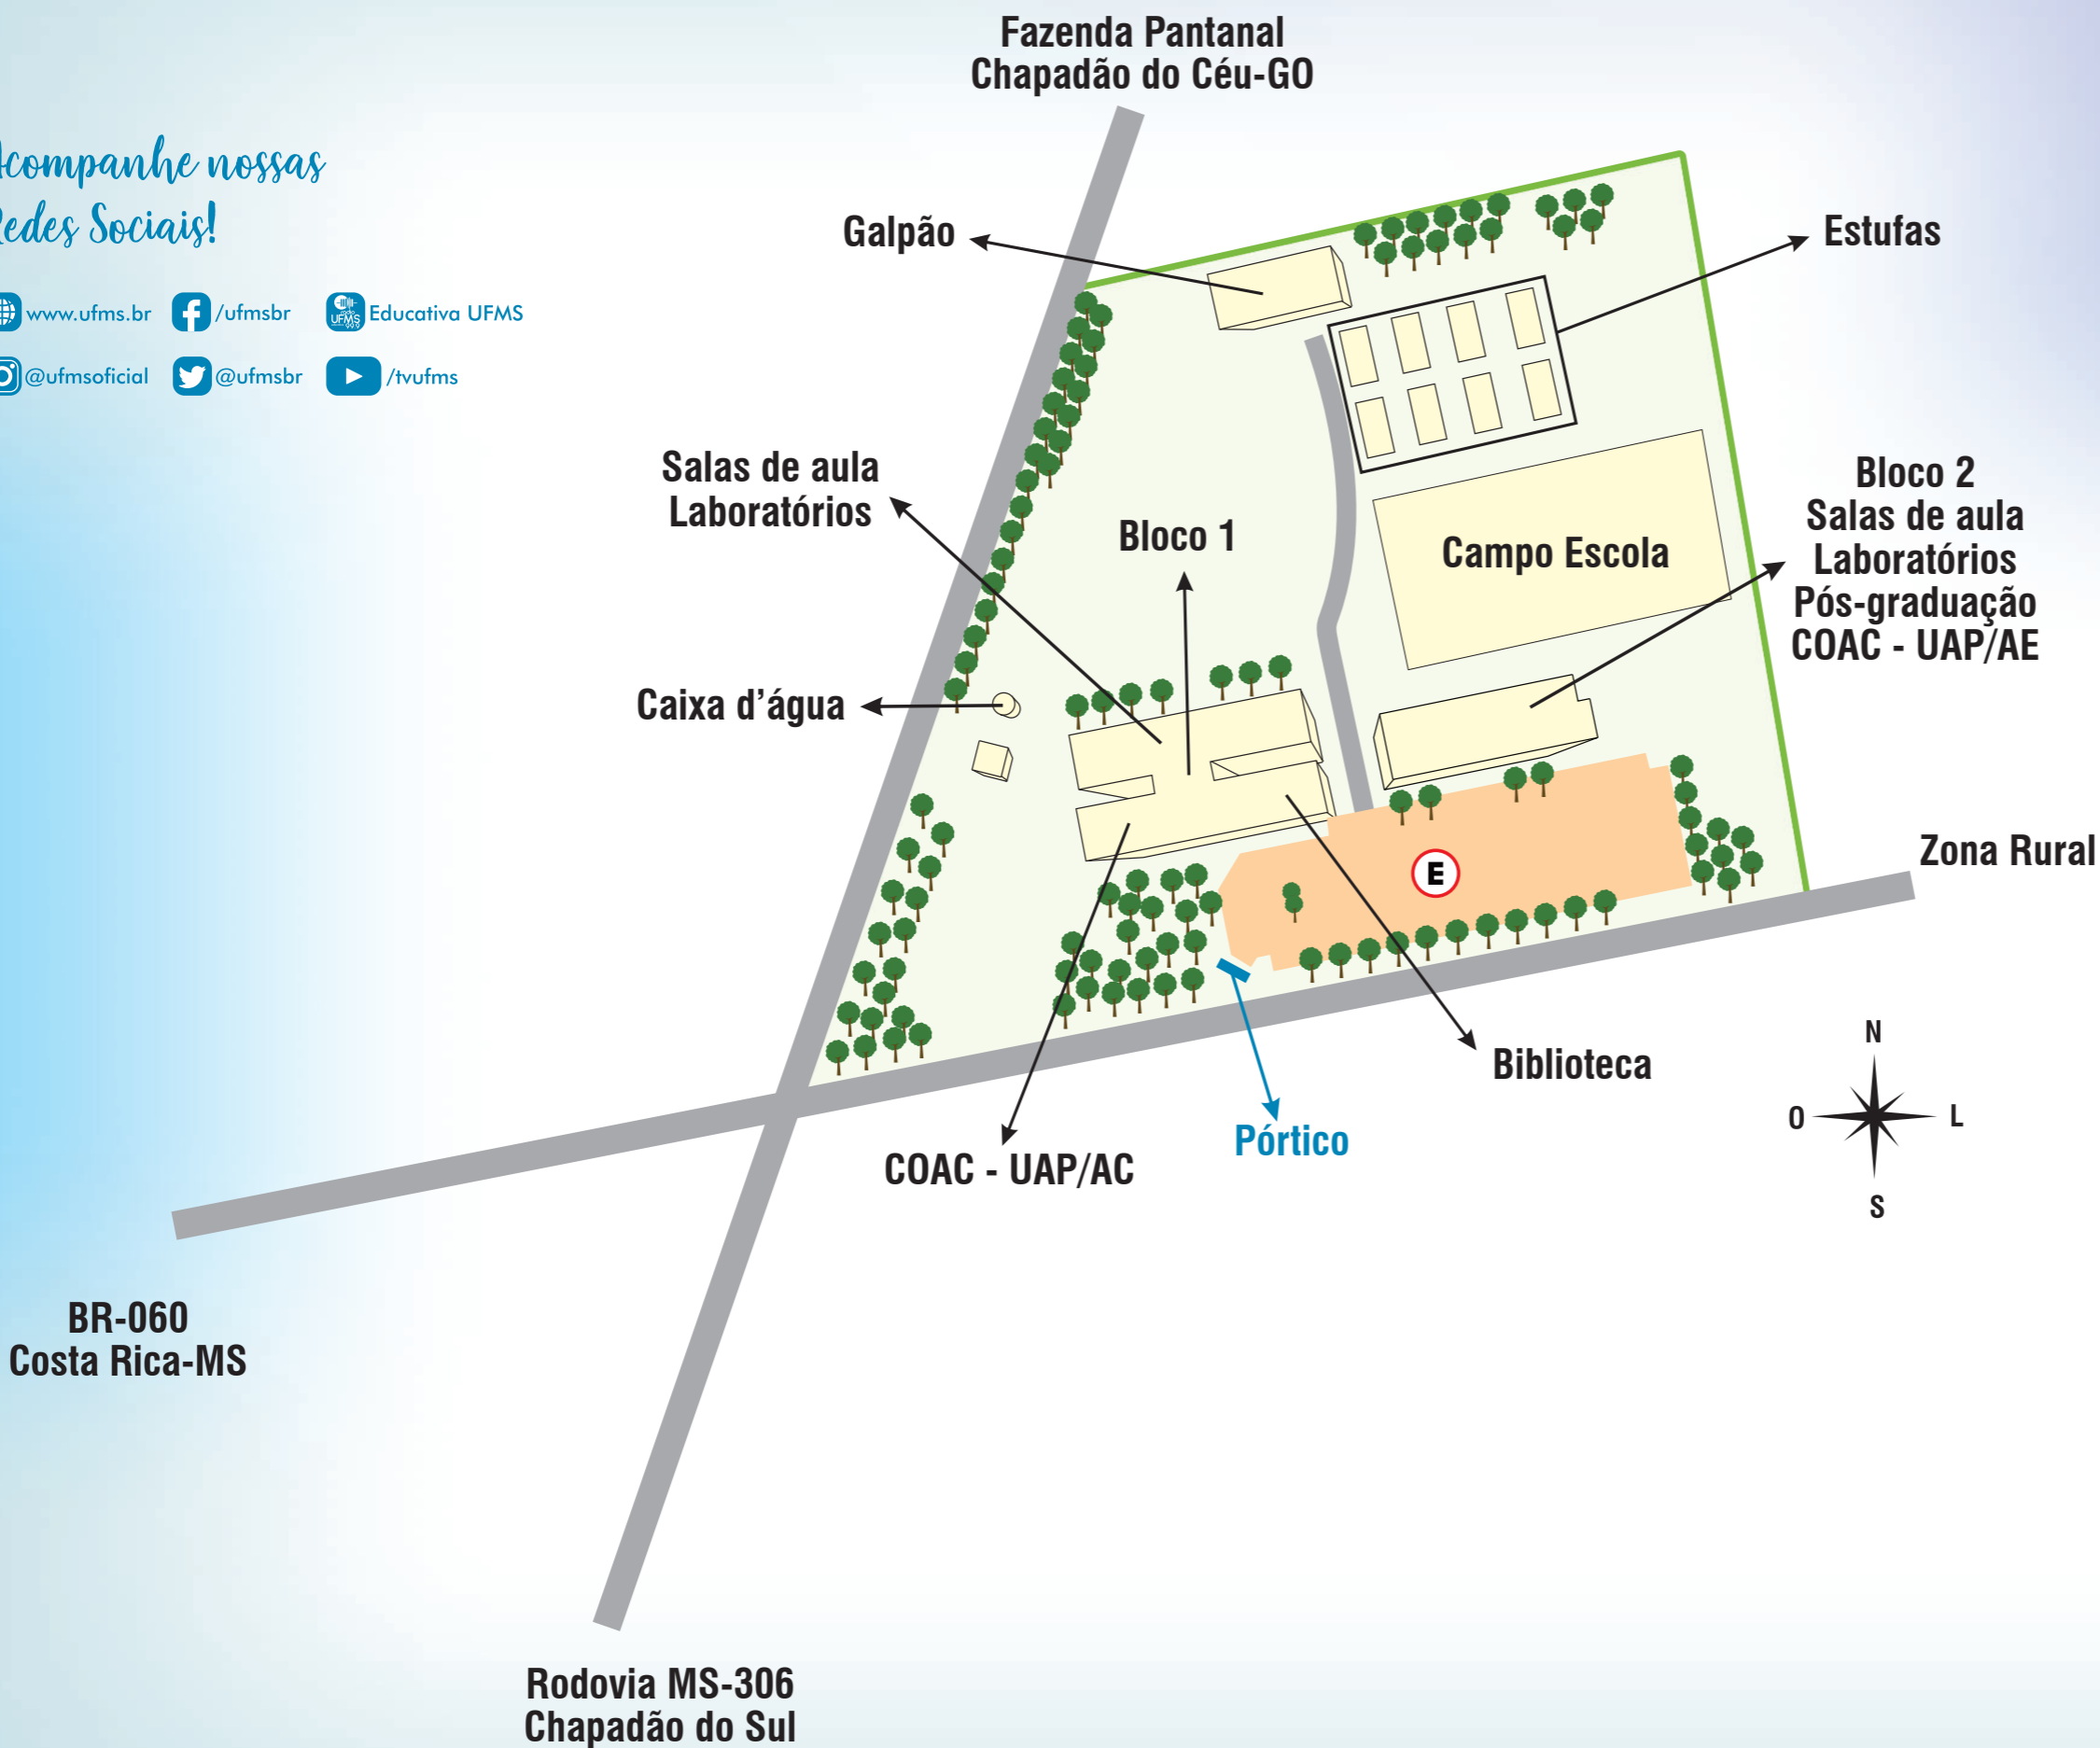 Fazenda Pantanal
Chapadão do Céu-GO
Acompanhe nossas
Redes Sociais!
www.ufms.br
/ufmsbr
UFMS
Educativa UFMS
@ufmsoficial
@ufmsbr
/tvufms
Galpão
Estufas
Salas de aula
Laboratórios
Bloco 1
Campo Escola
Bloco 2
Salas de aula
Laboratórios
Pós-graduação
COAC - UAP/AE
Caixa d’água
Zona Rural
E
Biblioteca
Pórtico
COAC - UAP/AC
N
O
L
S
BR-060
Costa Rica-MS
Rodovia MS-306
Chapadão do Sul